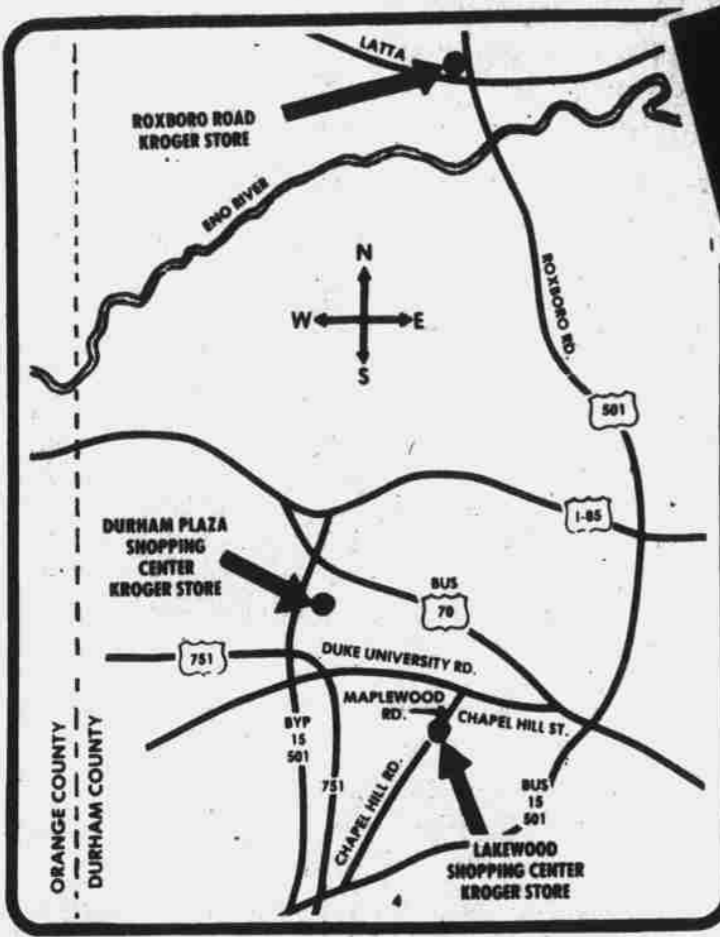 LATTA
ROXBORO ROAD
KROGER STORE
ENO RIVER
N
W E
S
ROXBORO RD.
501
I-85
DURHAM PLAZA
SHOPPING
CENTER
KROGER STORE
BUS
70
751
DUKE UNIVERSITY RD.
MAPLEWOOD
RD.
CHAPEL HILL ST.
BYP
15
501
751
CHAPEL HILL RD.
BUS
15
501
ORANGE COUNTY
DURHAM COUNTY
LAKEWOOD
SHOPPING CENTER
KROGER STORE
4